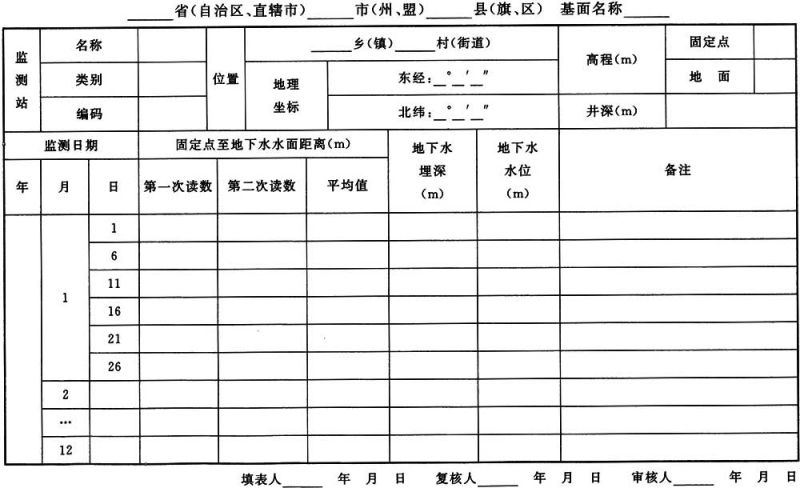 ______省(自治区、直辖市)______市(州、盟)______县(旗、区) 基面名称______
监测站 名称 位置 ______乡(镇)______村(街道) 高程(m) 固定点
类别 地理坐标 东经:__°__′__″ 地 面
编码 北纬:__°__′__″ 井深(m)
监测日期 固定点至地下水水面距离(m) 地下水埋深(m) 地下水水位(m) 备注
年 月 日 第一次读数 第二次读数 平均值
1 1
6
11
16
21
26
2
…
12
填表人______ 年 月 日 复核人______ 年 月 日 审核人______ 年 月 日